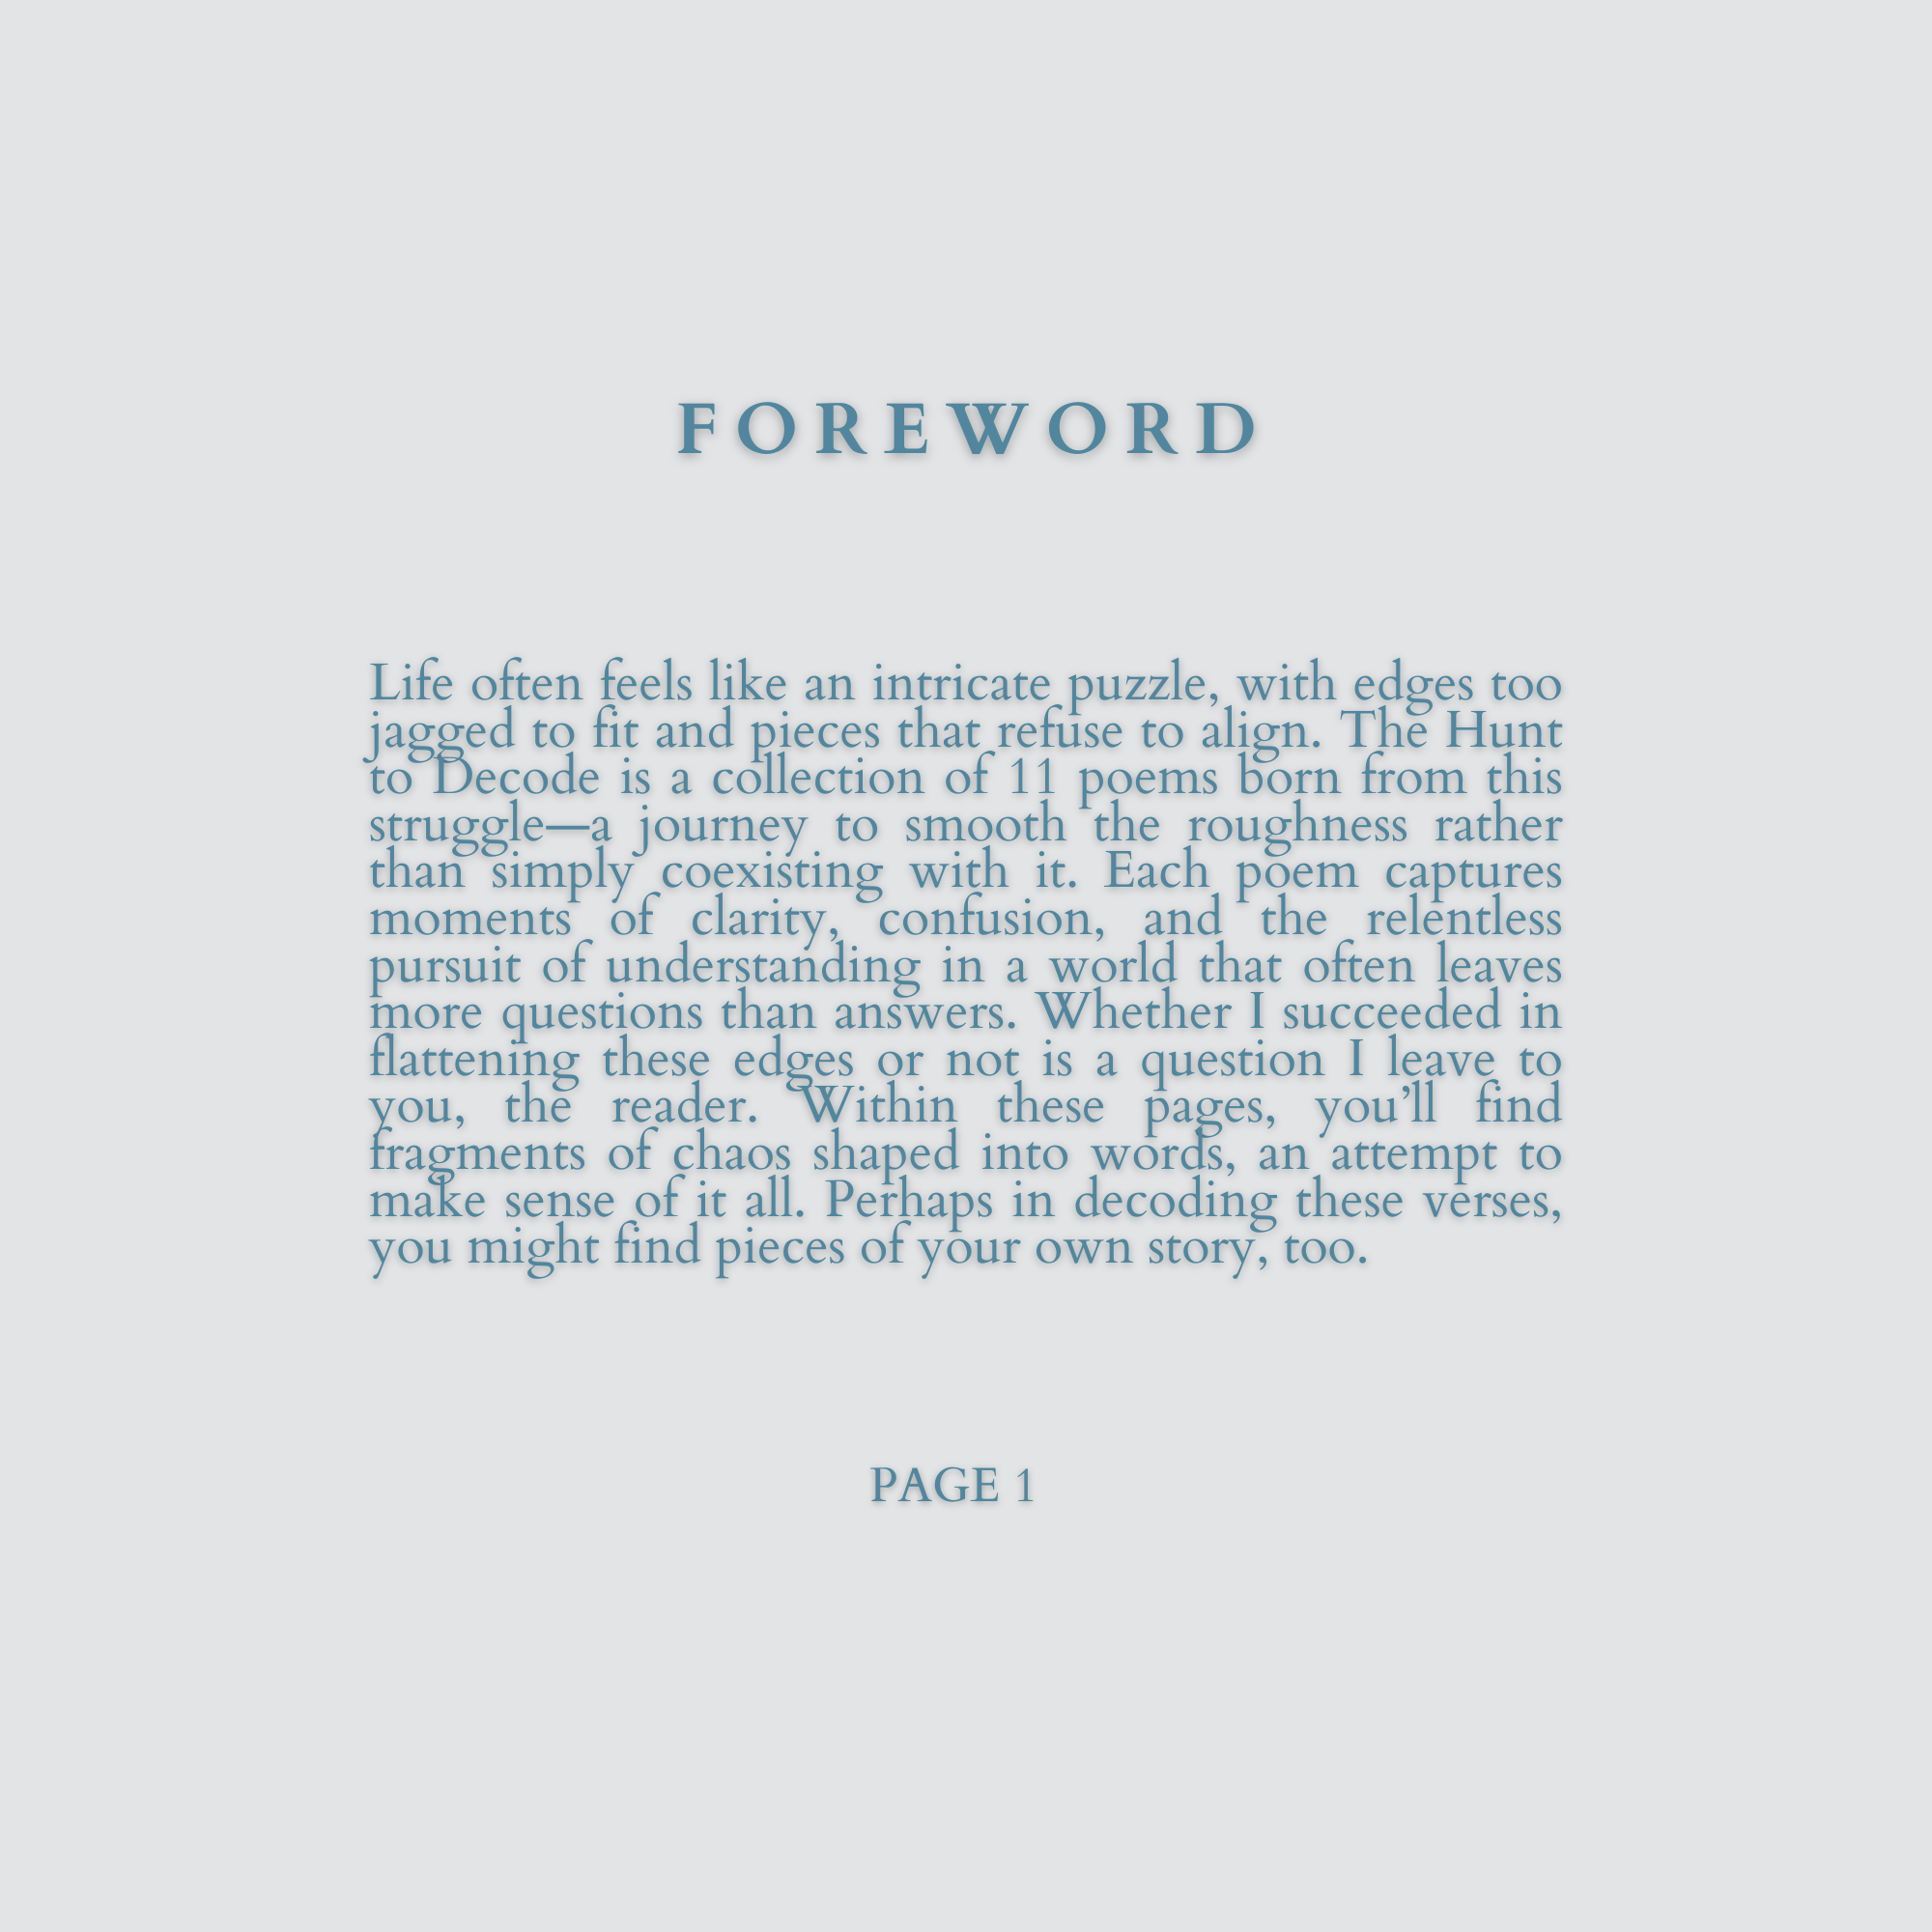 FOREWORD
Life often feels like an intricate puzzle, with edges too
jagged to fit and pieces that refuse to align. The Hunt
to Decode is a collection of 11 poems born from this
struggle—a journey to smooth the roughness rather
than simply coexisting with it. Each poem captures
moments of clarity, confusion, and the relentless
pursuit of understanding in a world that often leaves
more questions than answers. Whether I succeeded in
flattening these edges or not is a question I leave to
you, the reader. Within these pages, you’ll find
fragments of chaos shaped into words, an attempt to
make sense of it all. Perhaps in decoding these verses,
you might find pieces of your own story, too.
PAGE 1